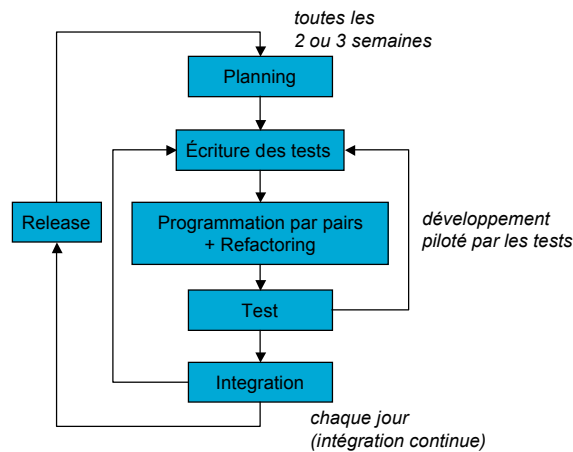 toutes les
2 ou 3 semaines
Planning
Écriture des tests
Release
Programmation par pairs
+ Refactoring
développement
piloté par les tests
Test
Integration
chaque jour
(intégration continue)